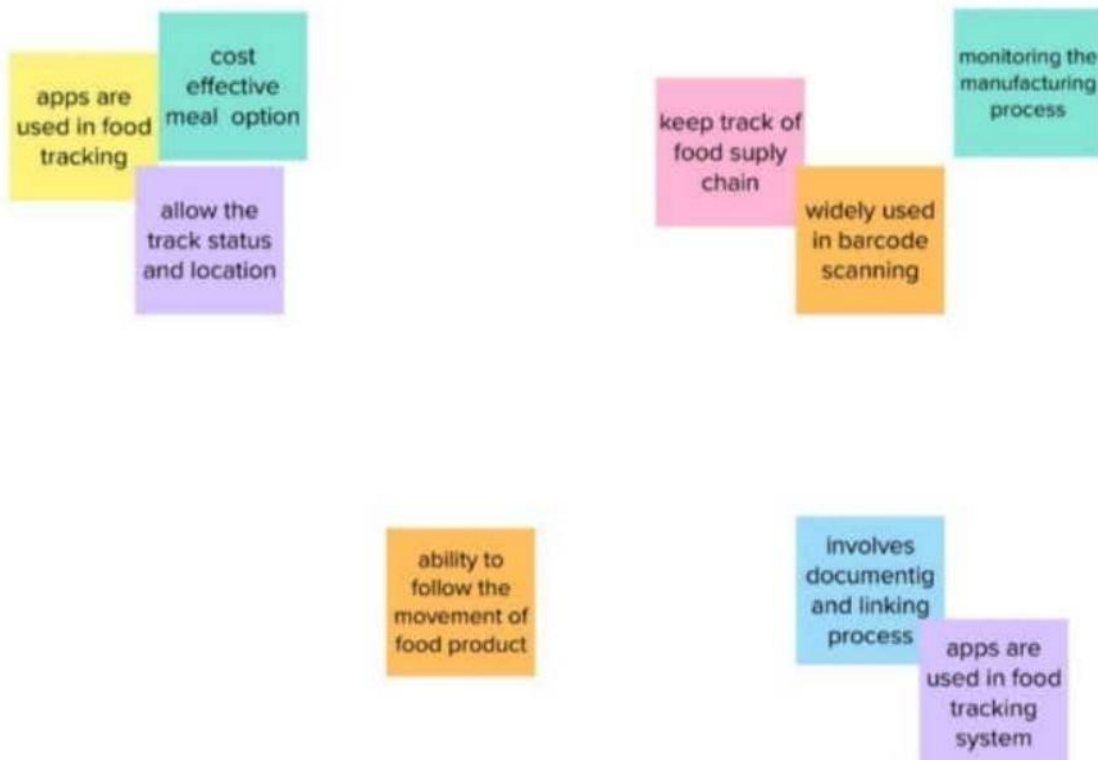 apps are
used in food
tracking
cost
effective
meal option
allow the
track status
and location
keep track of
food suply
chain
widely used
in barcode
scanning
monitoring the
manufacturing
process
ability to
follow the
movement of
food product
involves
documentig
and linking
process
apps are
used in food
tracking
system